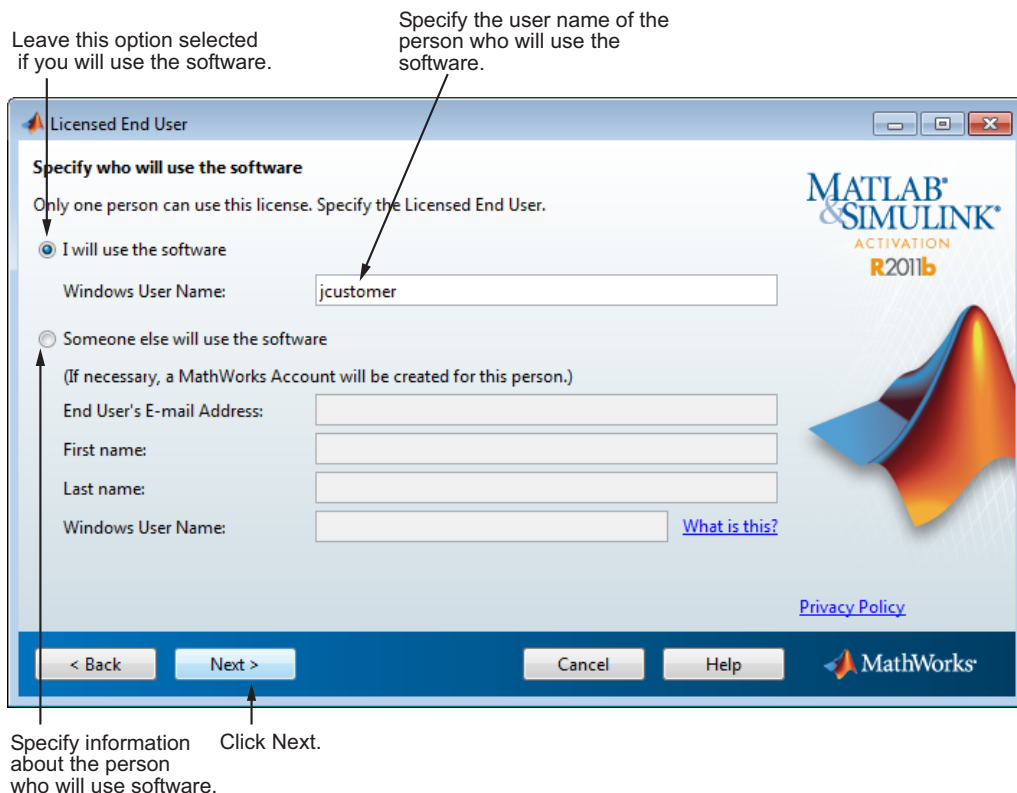 Leave this option selected
if you will use the software.
Specify the user name of the
person who will use the
software.
Licensed End User
Specify who will use the software
Only one person can use this license. Specify the Licensed End User.
I will use the software
Windows User Name:
jcustomer
Someone else will use the software
(If necessary, a MathWorks Account will be created for this person.)
End User's E-mail Address:
First name:
Last name:
Windows User Name:
What is this?
MATLAB®
&SIMULINK®
ACTIVATION
R2011b
Privacy Policy
< Back
Next >
Cancel
Help
MathWorks®
Specify information
about the person
who will use software.
Click Next.